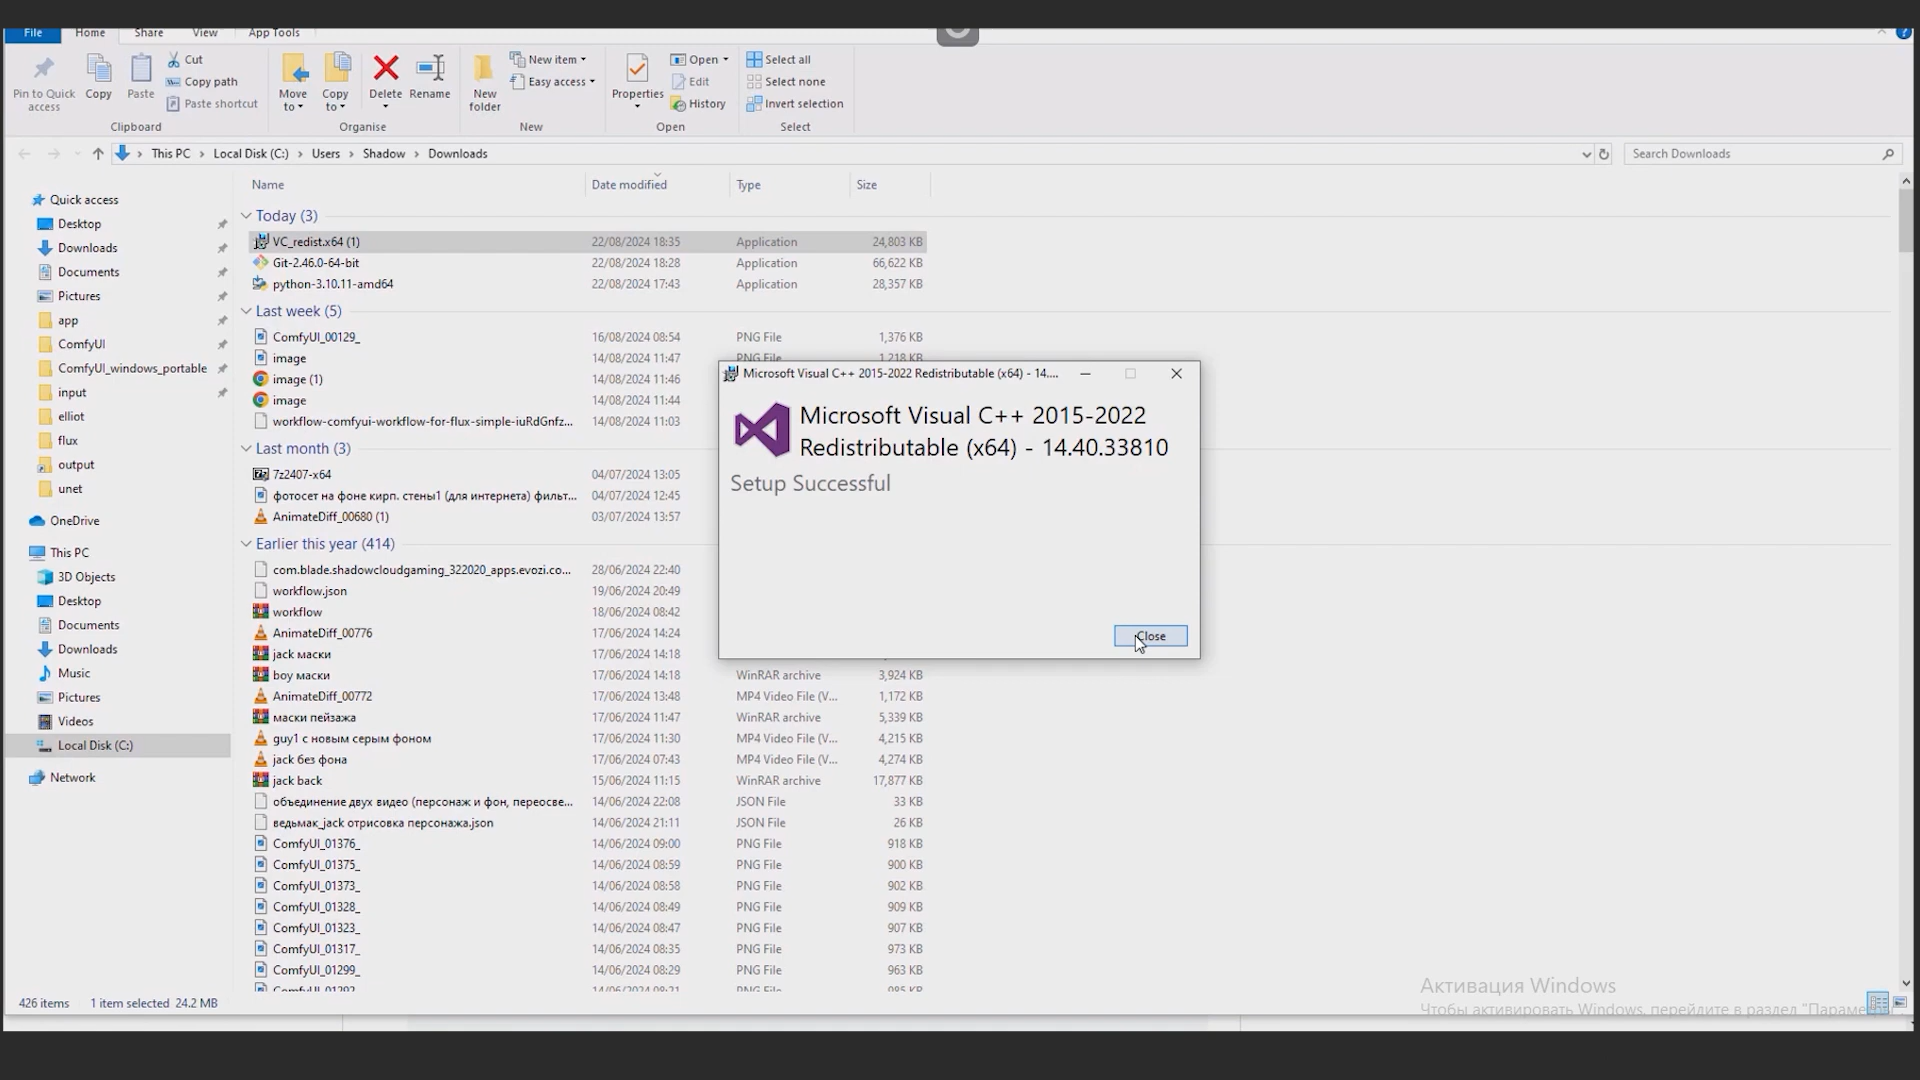 File Home Share View App Tools
Pin to Quick access
Copy
Paste
Cut
Copy path
Paste shortcut
Clipboard
Move to
Copy to
Delete
Rename
Organise
New folder
New item
Easy access
New
Properties
Open
Edit
History
Open
Select all
Select none
Invert selection
Select
This PC › Local Disk (C:) › Users › Shadow › Downloads
Search Downloads
Quick access
Desktop
Downloads
Documents
Pictures
app
ComfyUI
ComfyUI_windows_portable
input
elliot
flux
output
unet
OneDrive
This PC
3D Objects
Desktop
Documents
Downloads
Music
Pictures
Videos
Local Disk (C:)
Network
Name Date modified Type Size
Today (3)
VC_redist.x64 (1) 22/08/2024 18:35 Application 24,803 KB
Git-2.46.0-64-bit 22/08/2024 18:28 Application 66,622 KB
python-3.10.11-amd64 22/08/2024 17:43 Application 28,357 KB
Last week (5)
ComfyUI_00129_ 16/08/2024 08:54 PNG File 1,376 KB
image 14/08/2024 11:47 PNG File 1,218 KB
image (1) 14/08/2024 11:46
image 14/08/2024 11:44
workflow-comfyui-workflow-for-flux-simple-iuRdGnfz... 14/08/2024 11:03
Last month (3)
7z2407-x64 04/07/2024 13:05
фотосет на фоне кирп. стены1 (для интернета) фильт... 04/07/2024 12:45
AnimateDiff_00680 (1) 03/07/2024 13:57
Earlier this year (414)
com.blade.shadowcloudgaming_322020_apps.evozi.co... 28/06/2024 22:40
workflow.json 19/06/2024 20:49
workflow 18/06/2024 08:42
AnimateDiff_00776 17/06/2024 14:24
jack маски 17/06/2024 14:18
boy маски 17/06/2024 14:18 WinRAR archive 3,924 KB
AnimateDiff_00772 17/06/2024 13:48 MP4 Video File (V... 1,172 KB
маски пейзажа 17/06/2024 11:47 WinRAR archive 5,339 KB
guy1 с новым серым фоном 17/06/2024 11:30 MP4 Video File (V... 4,215 KB
jack без фона 17/06/2024 07:43 MP4 Video File (V... 4,274 KB
jack back 15/06/2024 11:15 WinRAR archive 17,877 KB
объединение двух видео (персонаж и фон, переосве... 14/06/2024 22:08 JSON File 33 KB
ведьмак_jack отрисовка персонажа.json 14/06/2024 21:11 JSON File 26 KB
ComfyUI_01376_ 14/06/2024 09:00 PNG File 918 KB
ComfyUI_01375_ 14/06/2024 08:59 PNG File 900 KB
ComfyUI_01373_ 14/06/2024 08:58 PNG File 902 KB
ComfyUI_01328_ 14/06/2024 08:49 PNG File 909 KB
ComfyUI_01323_ 14/06/2024 08:47 PNG File 907 KB
ComfyUI_01317_ 14/06/2024 08:35 PNG File 973 KB
ComfyUI_01299_ 14/06/2024 08:29 PNG File 963 KB
Microsoft Visual C++ 2015-2022 Redistributable (x64) - 14....
Microsoft Visual C++ 2015-2022
Redistributable (x64) - 14.40.33810
Setup Successful
Close
Активация Windows
Чтобы активировать Windows, перейдите в раздел "Параме
426 items 1 item selected 24.2 MB